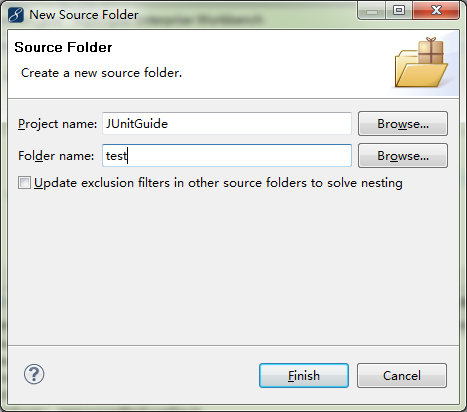 New Source Folder
Source Folder
Create a new source folder.
Project name: JUnitGuide Browse...
Folder name: test Browse...
Update exclusion filters in other source folders to solve nesting
? Finish Cancel